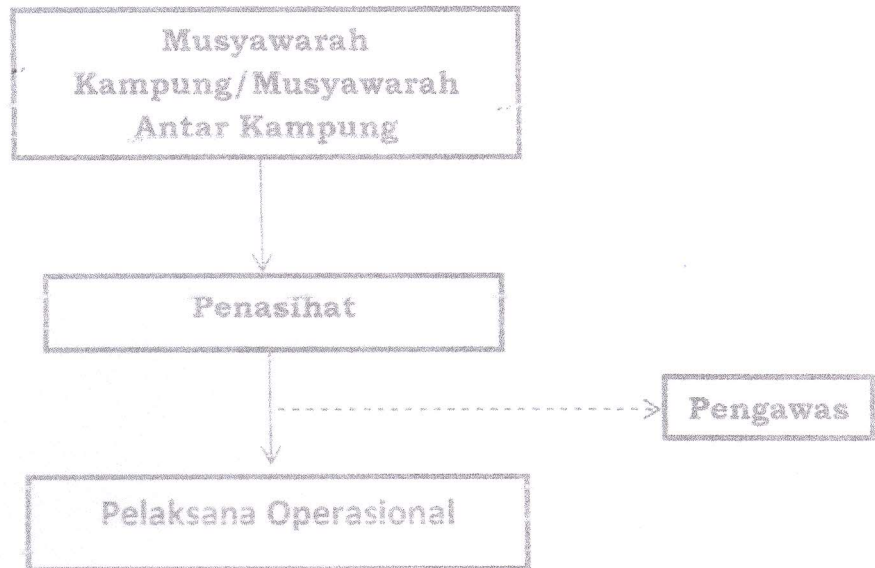 Musyawarah
Kampung/Musyawarah
Antar Kampung
Penasihat
Pengawas
Pelaksana Operasional